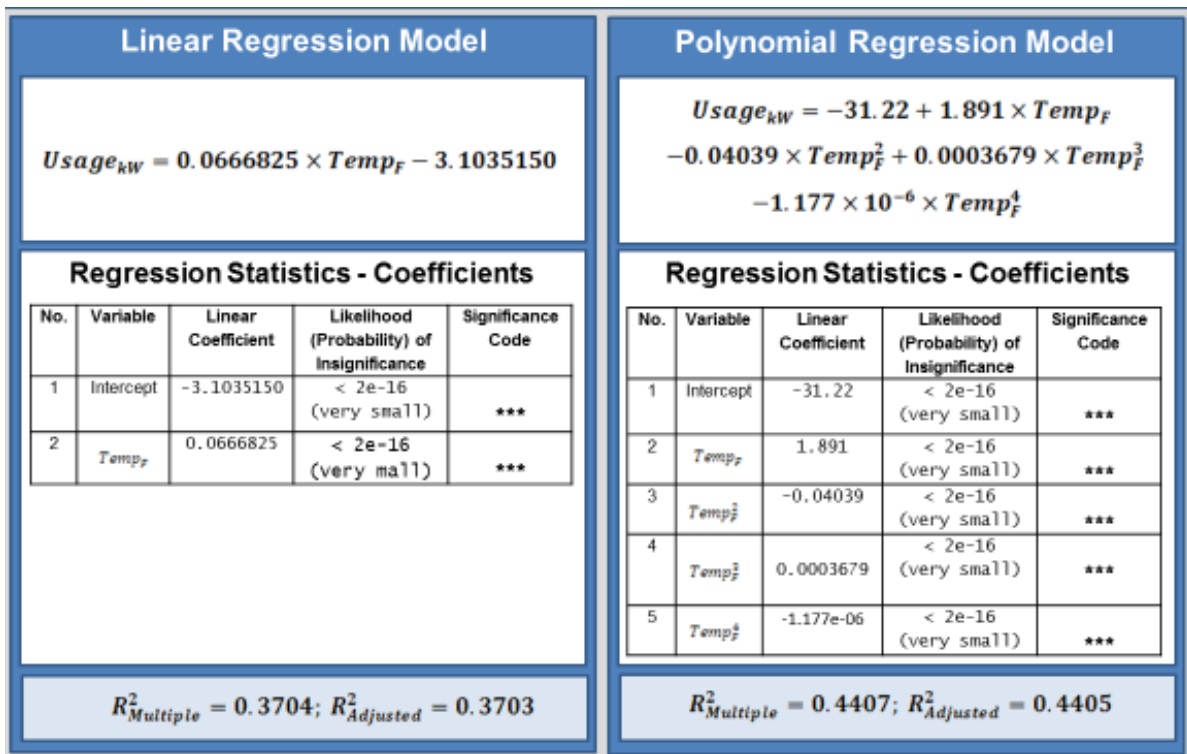 Linear Regression Model
Usage_kW = 0.0666825 × Temp_F − 3.1035150
Regression Statistics - Coefficients
No. Variable Linear Coefficient Likelihood (Probability) of Insignificance Significance Code
1 Intercept -3.1035150 < 2e-16 (very small) ***
2 Temp_F 0.0666825 < 2e-16 (very mall) ***
R²_Multiple = 0.3704; R²_Adjusted = 0.3703
Polynomial Regression Model
Usage_kW = −31.22 + 1.891 × Temp_F
−0.04039 × Temp_F² + 0.0003679 × Temp_F³
−1.177 × 10⁻⁶ × Temp_F⁴
Regression Statistics - Coefficients
No. Variable Linear Coefficient Likelihood (Probability) of Insignificance Significance Code
1 Intercept -31.22 < 2e-16 (very small) ***
2 Temp_F 1.891 < 2e-16 (very small) ***
3 Temp_F² -0.04039 < 2e-16 (very small) ***
4 Temp_F³ 0.0003679 < 2e-16 (very small) ***
5 Temp_F⁴ -1.177e-06 < 2e-16 (very small) ***
R²_Multiple = 0.4407; R²_Adjusted = 0.4405